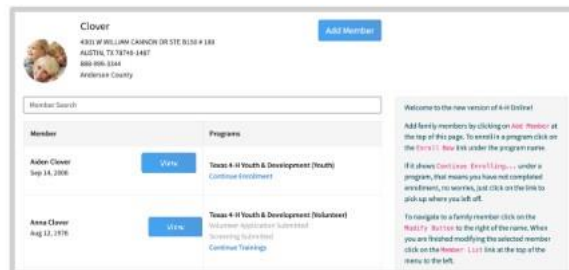 Clover
Add Member
4301 W WILLIAM CANNON DR STE B150 # 188
AUSTIN, TX 78749-1487
Anderson County
Member Search
Member
Programs
Aiden Clover
Sep 14, 2006
View
Texas 4-H Youth & Development (Youth)
Continue Enrollment
Anna Clover
Aug 12, 1976
View
Texas 4-H Youth & Development (Volunteer)
Volunteer Application Submitted
Screening Submitted
Continue Trainings
Welcome to the new version of 4-H Online!
Add family members by clicking on Add Member at
the top of this page. To enroll in a program click on
the Enroll Now link under the program name.
If it shows Continue Enrolling... under a
program, that means you have not completed
enrollment, no worries, just click on the link to
pick up where you left off.
To navigate to a family member click on the
Modify Button to the right of the name. When
you are finished modifying the selected member
click on the Member List link at the top of the
menu to the left.